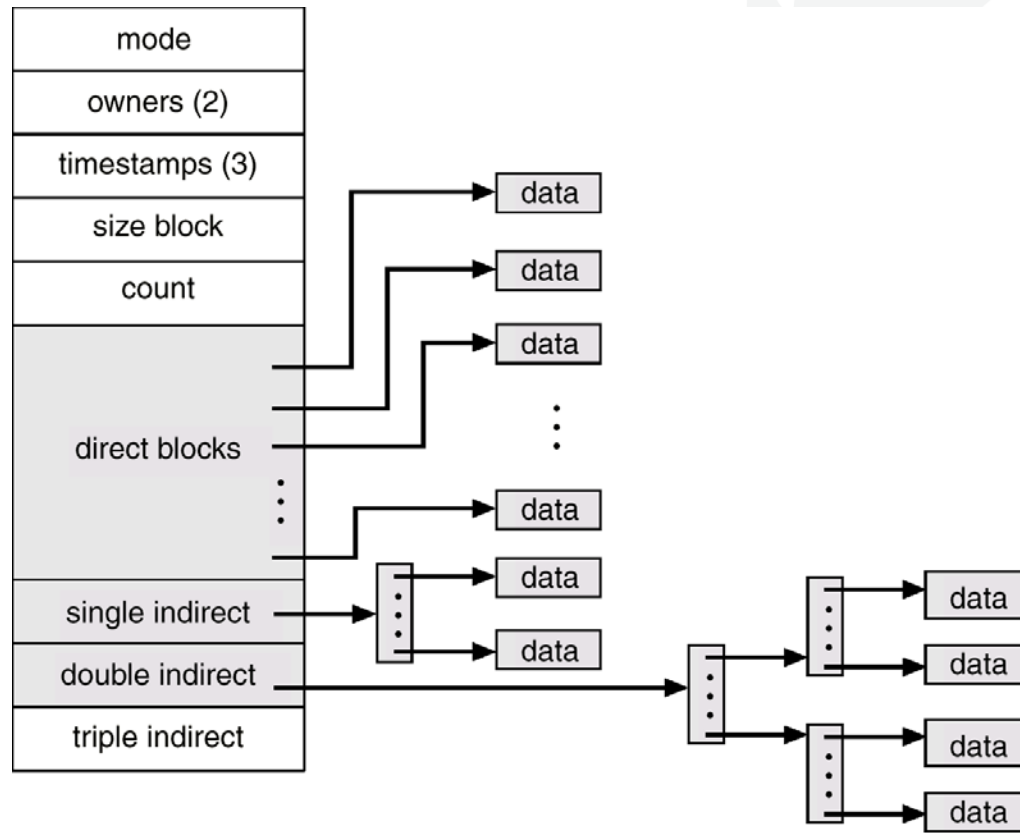 mode
owners (2)
timestamps (3)
size block
count
direct blocks
single indirect
double indirect
triple indirect
data
data
data
data
data
data
data
data
data
data